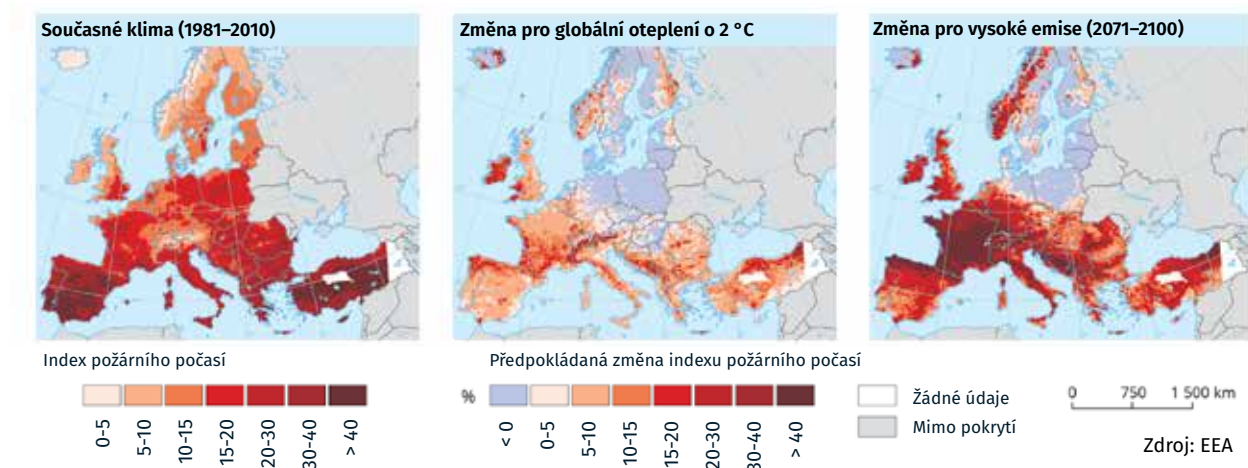 Současné klima (1981–2010)
Změna pro globální oteplení o 2 °C
Změna pro vysoké emise (2071–2100)
Index požárního počasí
0-5
5-10
10-15
15-20
20-30
30-40
> 40
Předpokládaná změna indexu požárního počasí
%
< 0
0-5
5-10
10-15
15-20
20-30
30-40
> 40
Žádné údaje
Mimo pokrytí
0 750 1 500 km
Zdroj: EEA